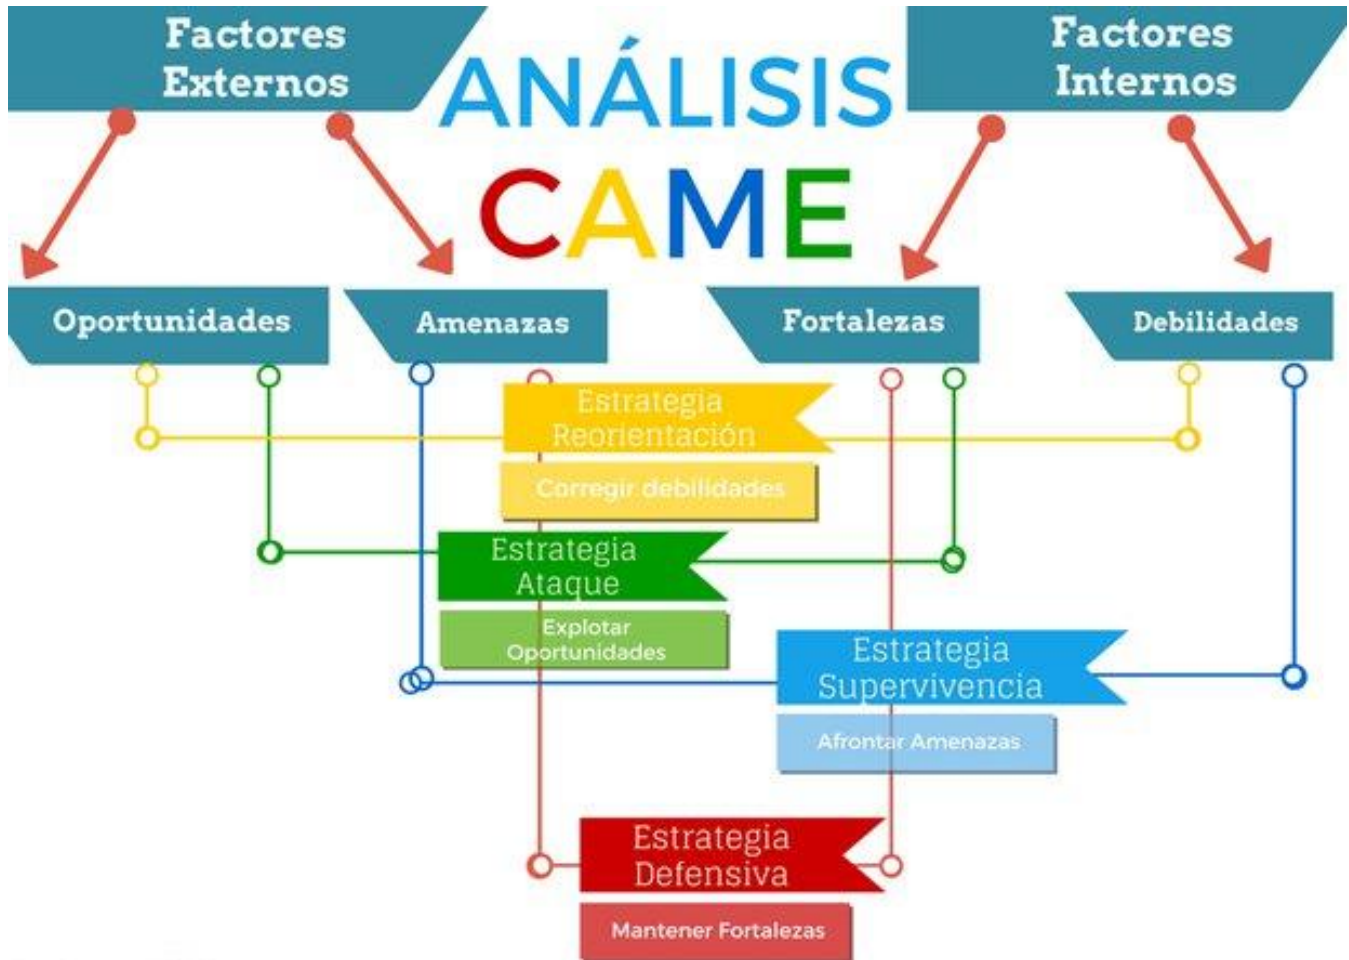 Factores
Externos
ANÁLISIS
CAME
Factores
Internos
Oportunidades
Amenazas
Fortalezas
Debilidades
Estrategia
Reorientación
Corregir debilidades
Estrategia
Ataque
Explotar
Oportunidades
Estrategia
Supervivencia
Afrontar Amenazas
Estrategia
Defensiva
Mantener Fortalezas